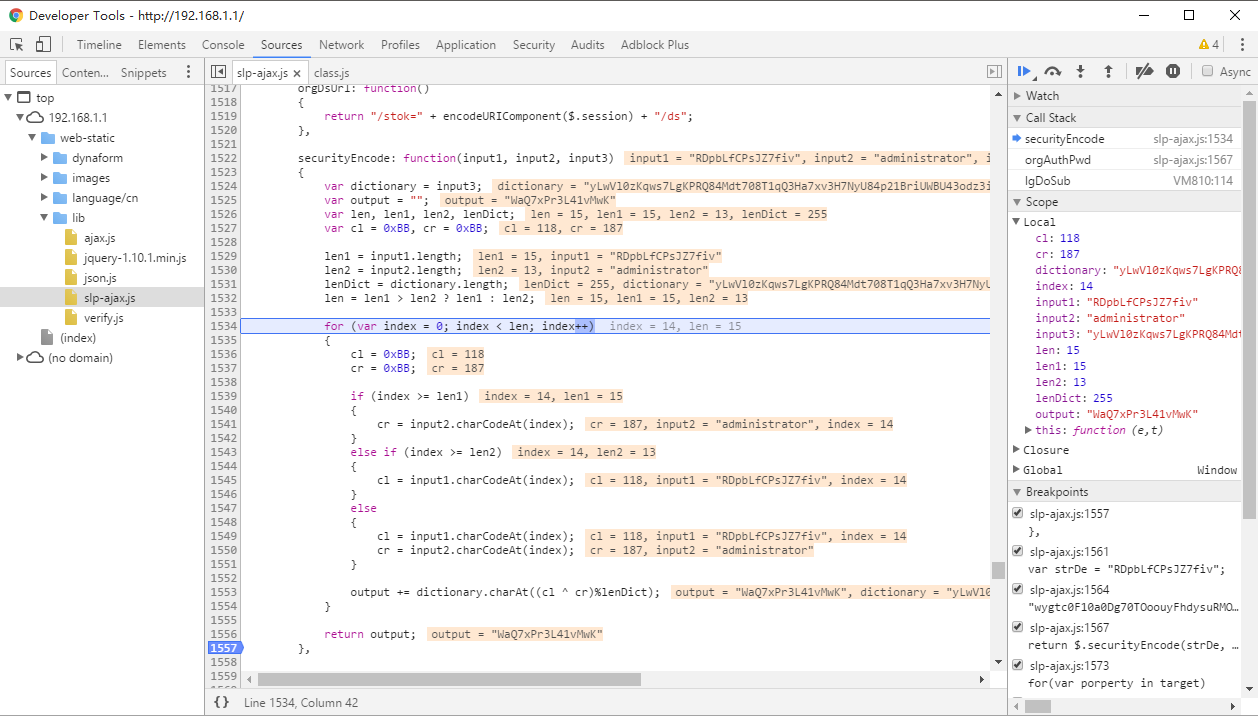 Developer Tools - http://192.168.1.1/
Timeline Elements Console Sources Network Profiles Application Security Audits Adblock Plus 4
Sources Conten... Snippets
top
192.168.1.1
web-static
dynaform
images
language/cn
lib
ajax.js
jquery-1.10.1.min.js
json.js
slp-ajax.js
verify.js
(index)
(no domain)
slp-ajax.js × class.js
1517 orgDsUrl: function()
1518 {
1519 return "/stok=" + encodeURIComponent($.session) + "/ds";
1520 },
1521
1522 securityEncode: function(input1, input2, input3) input1 = "RDpbLfCPsJZ7fiv", input2 = "administrator", i
1523 {
1524 var dictionary = input3; dictionary = "yLwVl0zKqws7LgKPRQ84Mdt708T1qQ3Ha7xv3H7NyU84p21BriUWBU43odz3i
1525 var output = ""; output = "WaQ7xPr3L41vMwK"
1526 var len, len1, len2, lenDict; len = 15, len1 = 15, len2 = 13, lenDict = 255
1527 var cl = 0xBB, cr = 0xBB; cl = 118, cr = 187
1528
1529 len1 = input1.length; len1 = 15, input1 = "RDpbLfCPsJZ7fiv"
1530 len2 = input2.length; len2 = 13, input2 = "administrator"
1531 lenDict = dictionary.length; lenDict = 255, dictionary = "yLwVl0zKqws7LgKPRQ84Mdt708T1qQ3Ha7xv3H7NyU
1532 len = len1 > len2 ? len1 : len2; len = 15, len1 = 15, len2 = 13
1533
1534 for (var index = 0; index < len; index++) index = 14, len = 15
1535 {
1536 cl = 0xBB; cl = 118
1537 cr = 0xBB; cr = 187
1538
1539 if (index >= len1) index = 14, len1 = 15
1540 {
1541 cr = input2.charCodeAt(index); cr = 187, input2 = "administrator", index = 14
1542 }
1543 else if (index >= len2) index = 14, len2 = 13
1544 {
1545 cl = input1.charCodeAt(index); cl = 118, input1 = "RDpbLfCPsJZ7fiv", index = 14
1546 }
1547 else
1548 {
1549 cl = input1.charCodeAt(index); cl = 118, input1 = "RDpbLfCPsJZ7fiv", index = 14
1550 cr = input2.charCodeAt(index); cr = 187, input2 = "administrator"
1551 }
1552
1553 output += dictionary.charAt((cl ^ cr)%lenDict); output = "WaQ7xPr3L41vMwK", dictionary = "yLwVl0
1554 }
1555
1556 return output; output = "WaQ7xPr3L41vMwK"
1557 },
1558
1559
{} Line 1534, Column 42
Async
Watch
Call Stack
securityEncode slp-ajax.js:1534
orgAuthPwd slp-ajax.js:1567
lgDoSub VM810:114
Scope
Local
cl: 118
cr: 187
dictionary: "yLwVl0zKqws7LgKPRQ
index: 14
input1: "RDpbLfCPsJZ7fiv"
input2: "administrator"
input3: "yLwVl0zKqws7LgKPRQ84Mdt
len: 15
len1: 15
len2: 13
lenDict: 255
output: "WaQ7xPr3L41vMwK"
this: function (e,t)
Closure
Global Window
Breakpoints
slp-ajax.js:1557
},
slp-ajax.js:1561
var strDe = "RDpbLfCPsJZ7fiv";
slp-ajax.js:1564
"wygtc0F10a0Dg70TOoouyFhdysuRMO...
slp-ajax.js:1567
return $.securityEncode(strDe, ...
slp-ajax.js:1573
for(var porperty in target)